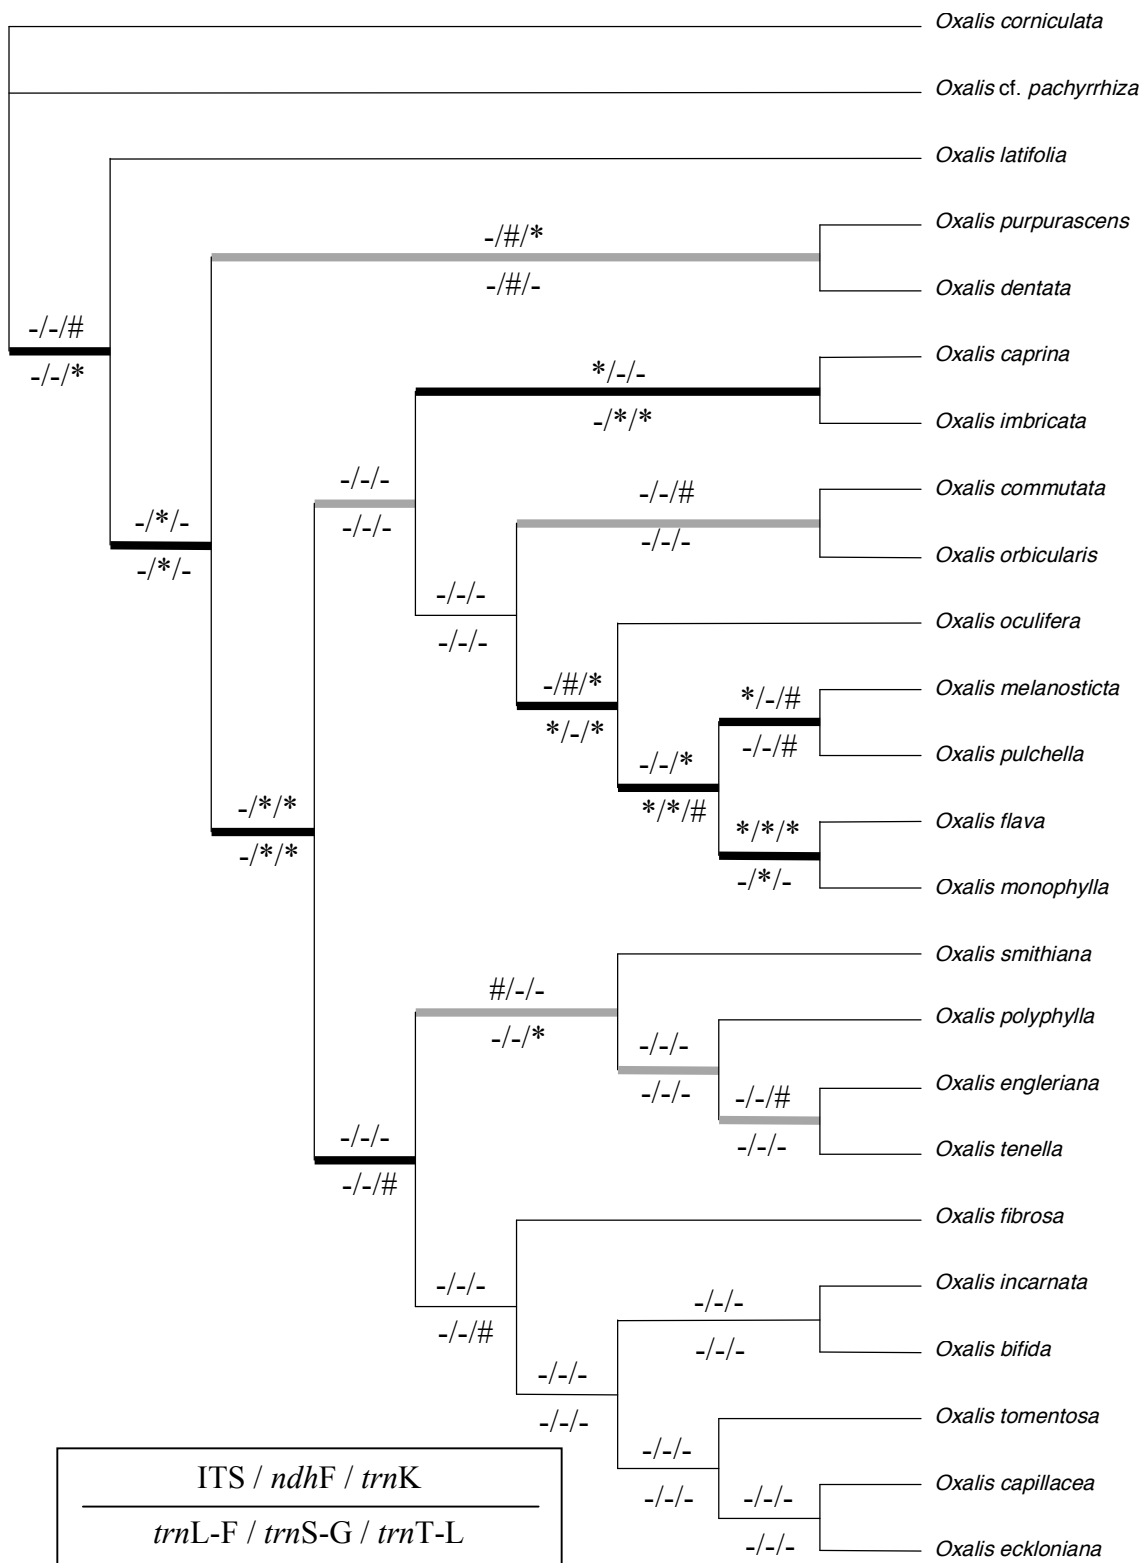 Oxalis corniculata
Oxalis cf. pachyrrhiza
Oxalis latifolia
Oxalis purpurascens
-/#/*
-/#/-
Oxalis dentata
-/-/#
-/-/*
Oxalis caprina
*/-/-
-/*/*
Oxalis imbricata
-/-/-
-/-/-
Oxalis commutata
-/-/#
-/-/-
Oxalis orbicularis
-/*/-
-/*/-
-/-/-
-/-/-
Oxalis oculifera
-/#/*
*/-/*
Oxalis melanosticta
*/-/#
-/-/#
Oxalis pulchella
-/-/*
*/*/#
Oxalis flava
*/*/*
-/*/-
Oxalis monophylla
-/*/*
-/*/*
Oxalis smithiana
#/-/-
-/-/*
Oxalis polyphylla
-/-/-
-/-/-
Oxalis engleriana
-/-/#
-/-/-
Oxalis tenella
-/-/-
-/-/#
Oxalis fibrosa
-/-/-
-/-/#
Oxalis incarnata
-/-/-
-/-/-
Oxalis bifida
-/-/-
-/-/-
Oxalis tomentosa
-/-/-
-/-/-
Oxalis capillacea
-/-/-
-/-/-
Oxalis eckloniana
ITS / ndhF / trnK
trnL-F / trnS-G / trnT-L